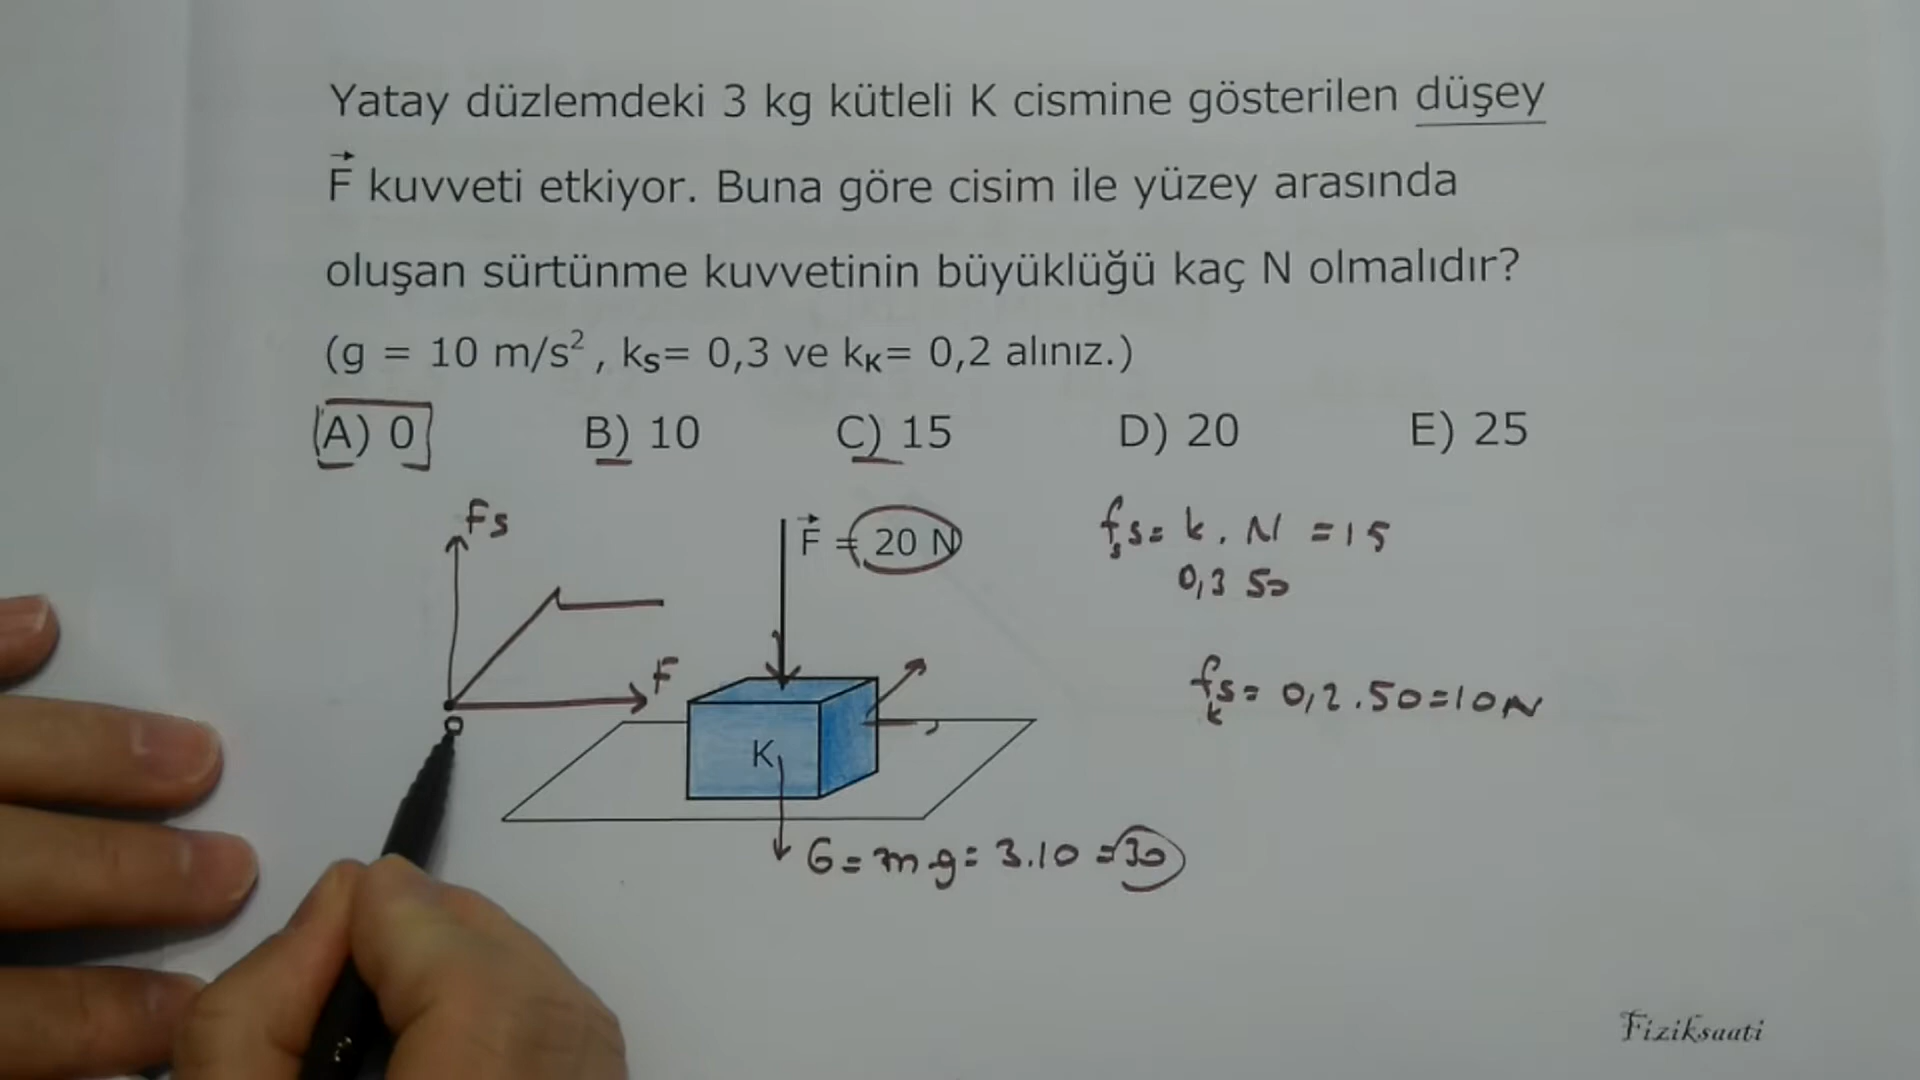 Yatay düzlemdeki 3 kg kütleli K cismine gösterilen düşey
F kuvveti etkiyor. Buna göre cisim ile yüzey arasında
oluşan sürtünme kuvvetinin büyüklüğü kaç N olmalıdır?
(g = 10 m/s², kS= 0,3 ve kK= 0,2 alınız.)
A) 0 B) 10 C) 15 D) 20 E) 25
Fs
F = 20 N
fs = k . N = 15
s
0,3 50
F
fs = 0,2 . 50 = 10 N
k
0
K
G = m.g = 3.10 = 30
Fiziksaati